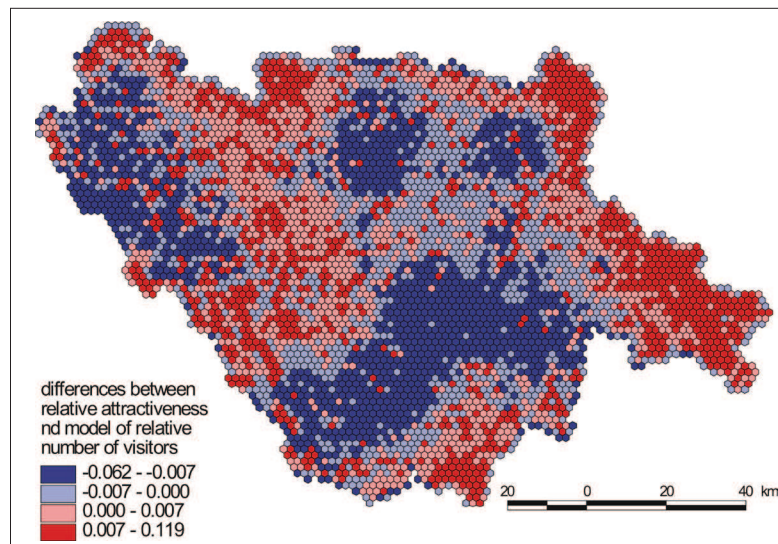 differences between
relative attractiveness
nd model of relative
number of visitors
-0.062 - -0.007
-0.007 - 0.000
0.000 - 0.007
0.007 - 0.119
20 0 20 40 km